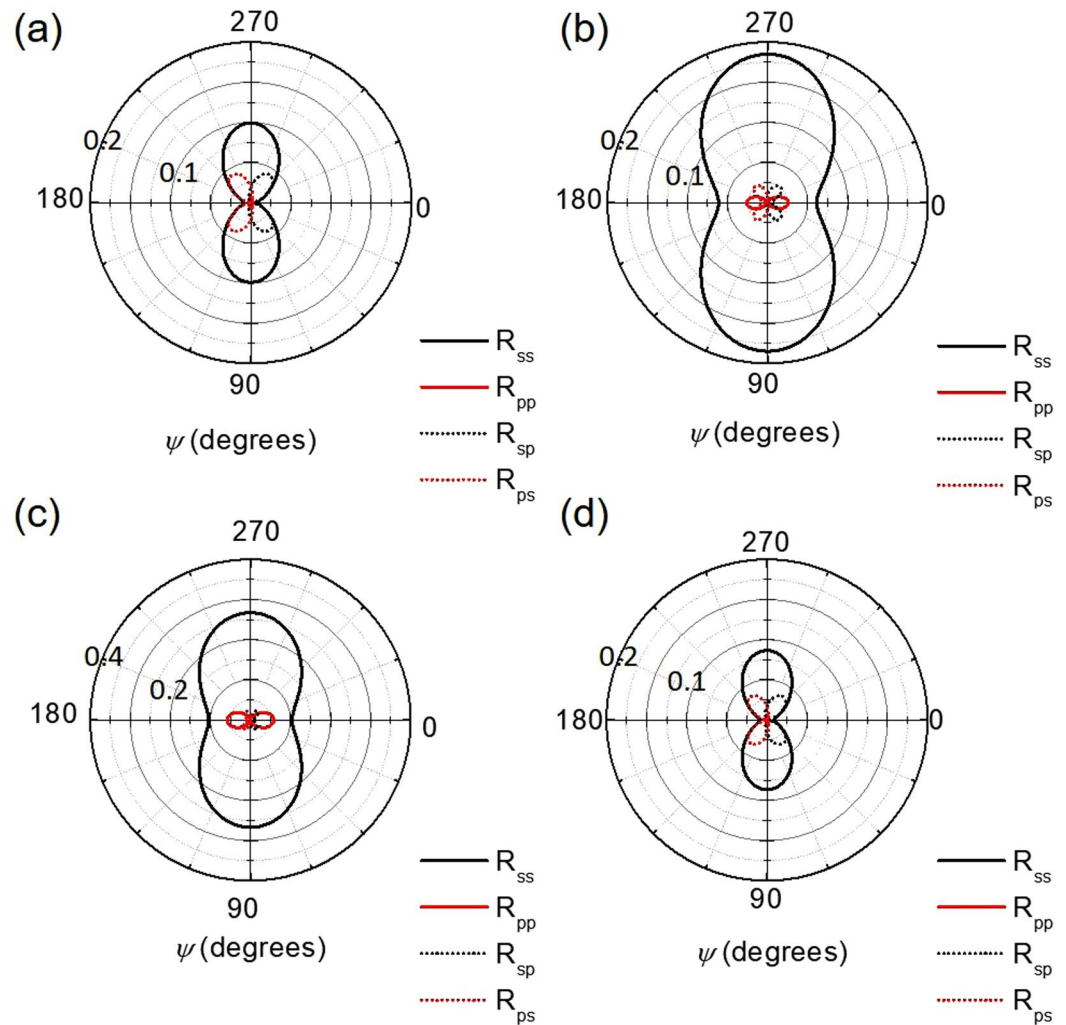 (a)
270
0.2
0.1
180
0
90
ψ (degrees)
R_ss
R_pp
R_sp
R_ps
(b)
270
0.2
0.1
180
0
90
ψ (degrees)
R_ss
R_pp
R_sp
R_ps
(c)
270
0.4
0.2
180
0
90
ψ (degrees)
R_ss
R_pp
R_sp
R_ps
(d)
270
0.2
0.1
180
0
90
ψ (degrees)
R_ss
R_pp
R_sp
R_ps